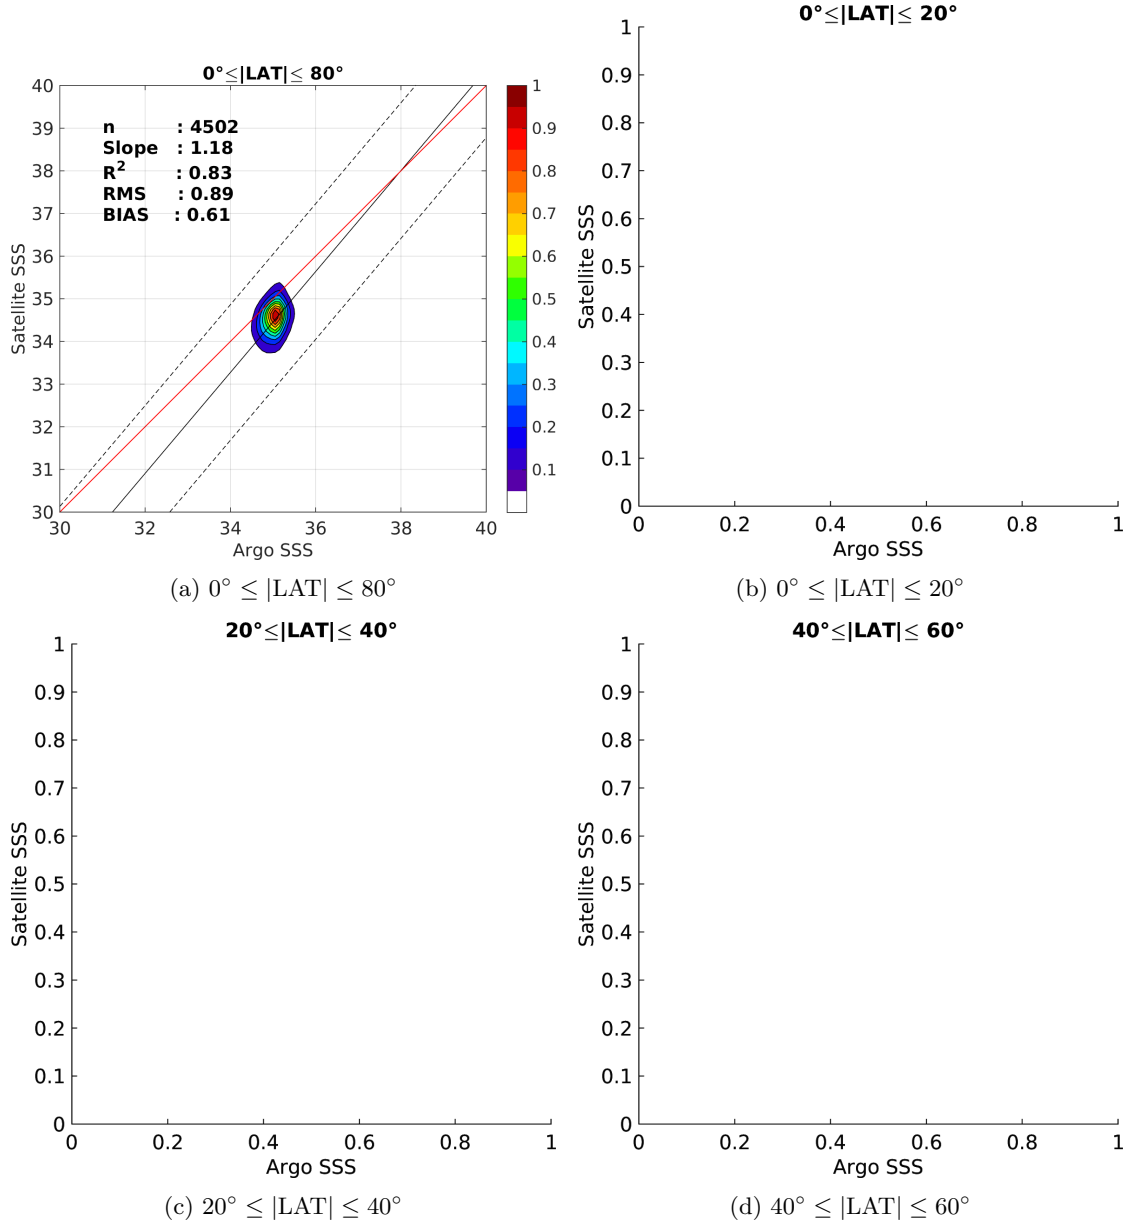 0°≤|LAT|≤ 80°
40
39
38
37
36
35
34
33
32
31
30
n : 4502
Slope : 1.18
R² : 0.83
RMS : 0.89
BIAS : 0.61
Satellite SSS
30 32 34 36 38 40
Argo SSS
1
0.9
0.8
0.7
0.6
0.5
0.4
0.3
0.2
0.1
(a) 0° ≤ |LAT| ≤ 80°
0°≤|LAT|≤ 20°
1
0.9
0.8
0.7
0.6
0.5
0.4
0.3
0.2
0.1
0
Satellite SSS
0 0.2 0.4 0.6 0.8 1
Argo SSS
(b) 0° ≤ |LAT| ≤ 20°
20°≤|LAT|≤ 40°
1
0.9
0.8
0.7
0.6
0.5
0.4
0.3
0.2
0.1
0
Satellite SSS
0 0.2 0.4 0.6 0.8 1
Argo SSS
(c) 20° ≤ |LAT| ≤ 40°
40°≤|LAT|≤ 60°
1
0.9
0.8
0.7
0.6
0.5
0.4
0.3
0.2
0.1
0
Satellite SSS
0 0.2 0.4 0.6 0.8 1
Argo SSS
(d) 40° ≤ |LAT| ≤ 60°